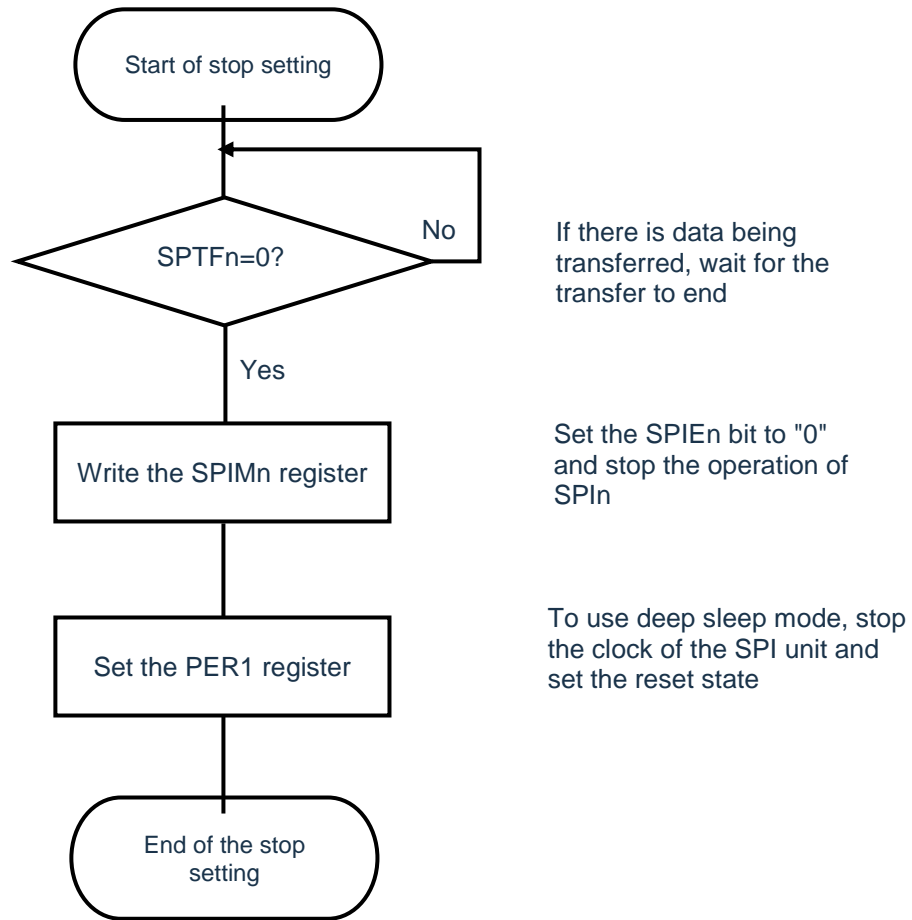 Start of stop setting
No
SPTFn=0?
If there is data being
transferred, wait for the
transfer to end
Yes
Write the SPIMn register
Set the SPIEn bit to "0"
and stop the operation of
SPIn
Set the PER1 register
To use deep sleep mode, stop
the clock of the SPI unit and
set the reset state
End of the stop
setting